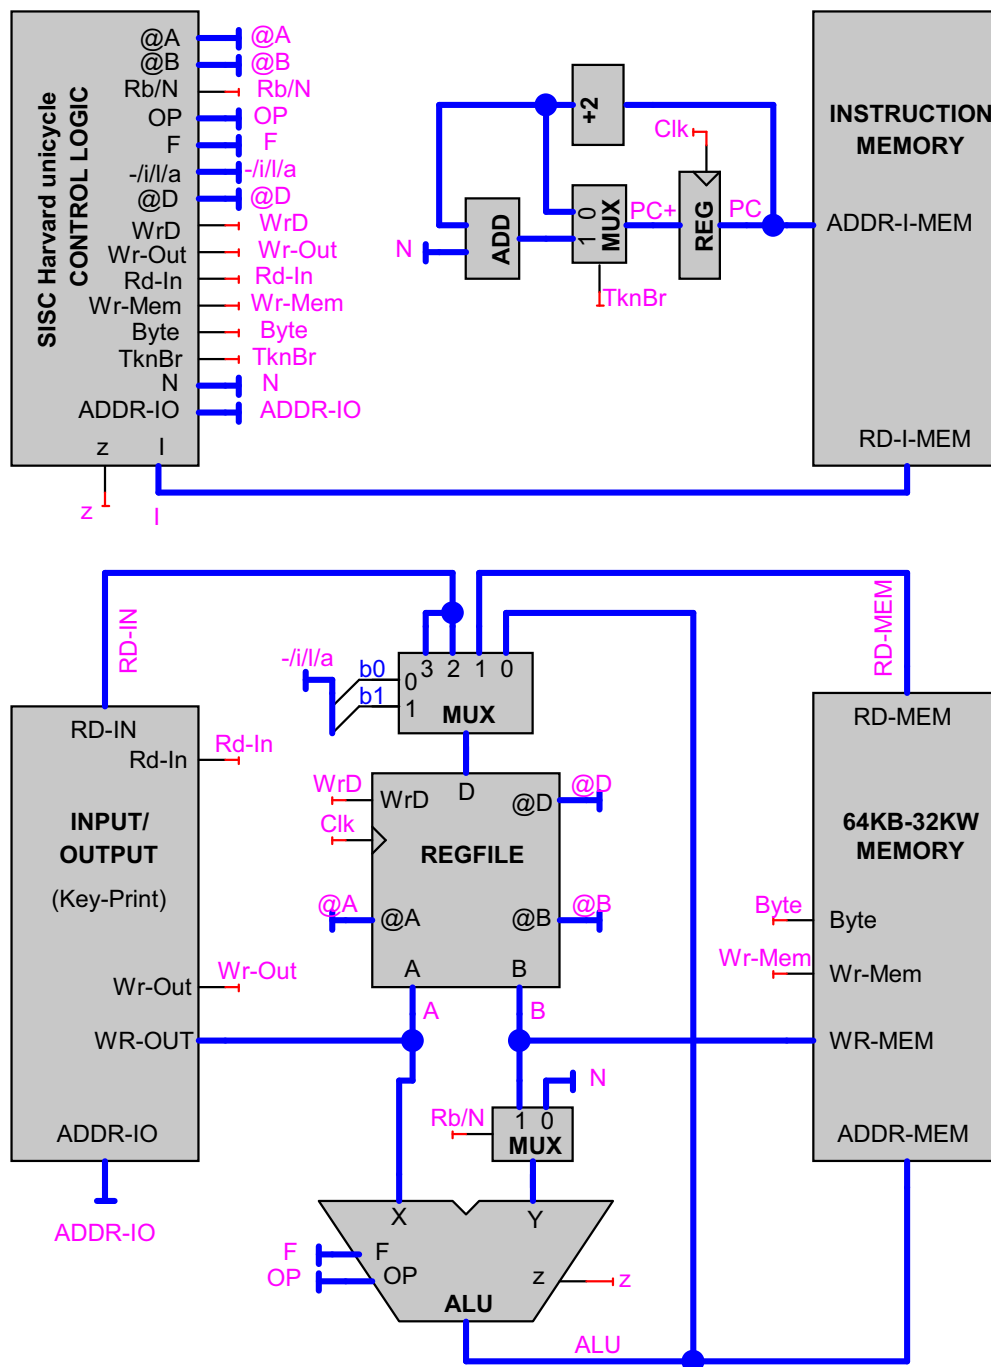 SISC Harvard unicycle
CONTROL LOGIC
@A @A
@B @B
Rb/N Rb/N
OP OP
F F
-/i/l/a -/i/l/a
@D @D
WrD WrD
Wr-Out Wr-Out
Rd-In Rd-In
Wr-Mem Wr-Mem
Byte Byte
TknBr TknBr
N N
ADDR-IO ADDR-IO
z I
z
I
+2
Clk
ADD
N
0
1
MUX
TknBr
PC+
REG
PC
INSTRUCTION
MEMORY
ADDR-I-MEM
RD-I-MEM
RD-IN
RD-MEM
-/i/l/a
b0
b1
3 2 1 0
0
1
MUX
RD-IN
Rd-In Rd-In
INPUT/
OUTPUT
(Key-Print)
Wr-Out Wr-Out
WR-OUT
ADDR-IO
ADDR-IO
WrD WrD
D
@D @D
Clk
REGFILE
@A @A
@B @B
A B
A
B
N
Rb/N
1 0
MUX
RD-MEM
64KB-32KW
MEMORY
Byte Byte
Wr-Mem Wr-Mem
WR-MEM
ADDR-MEM
X Y
F F
OP OP
z z
ALU
ALU